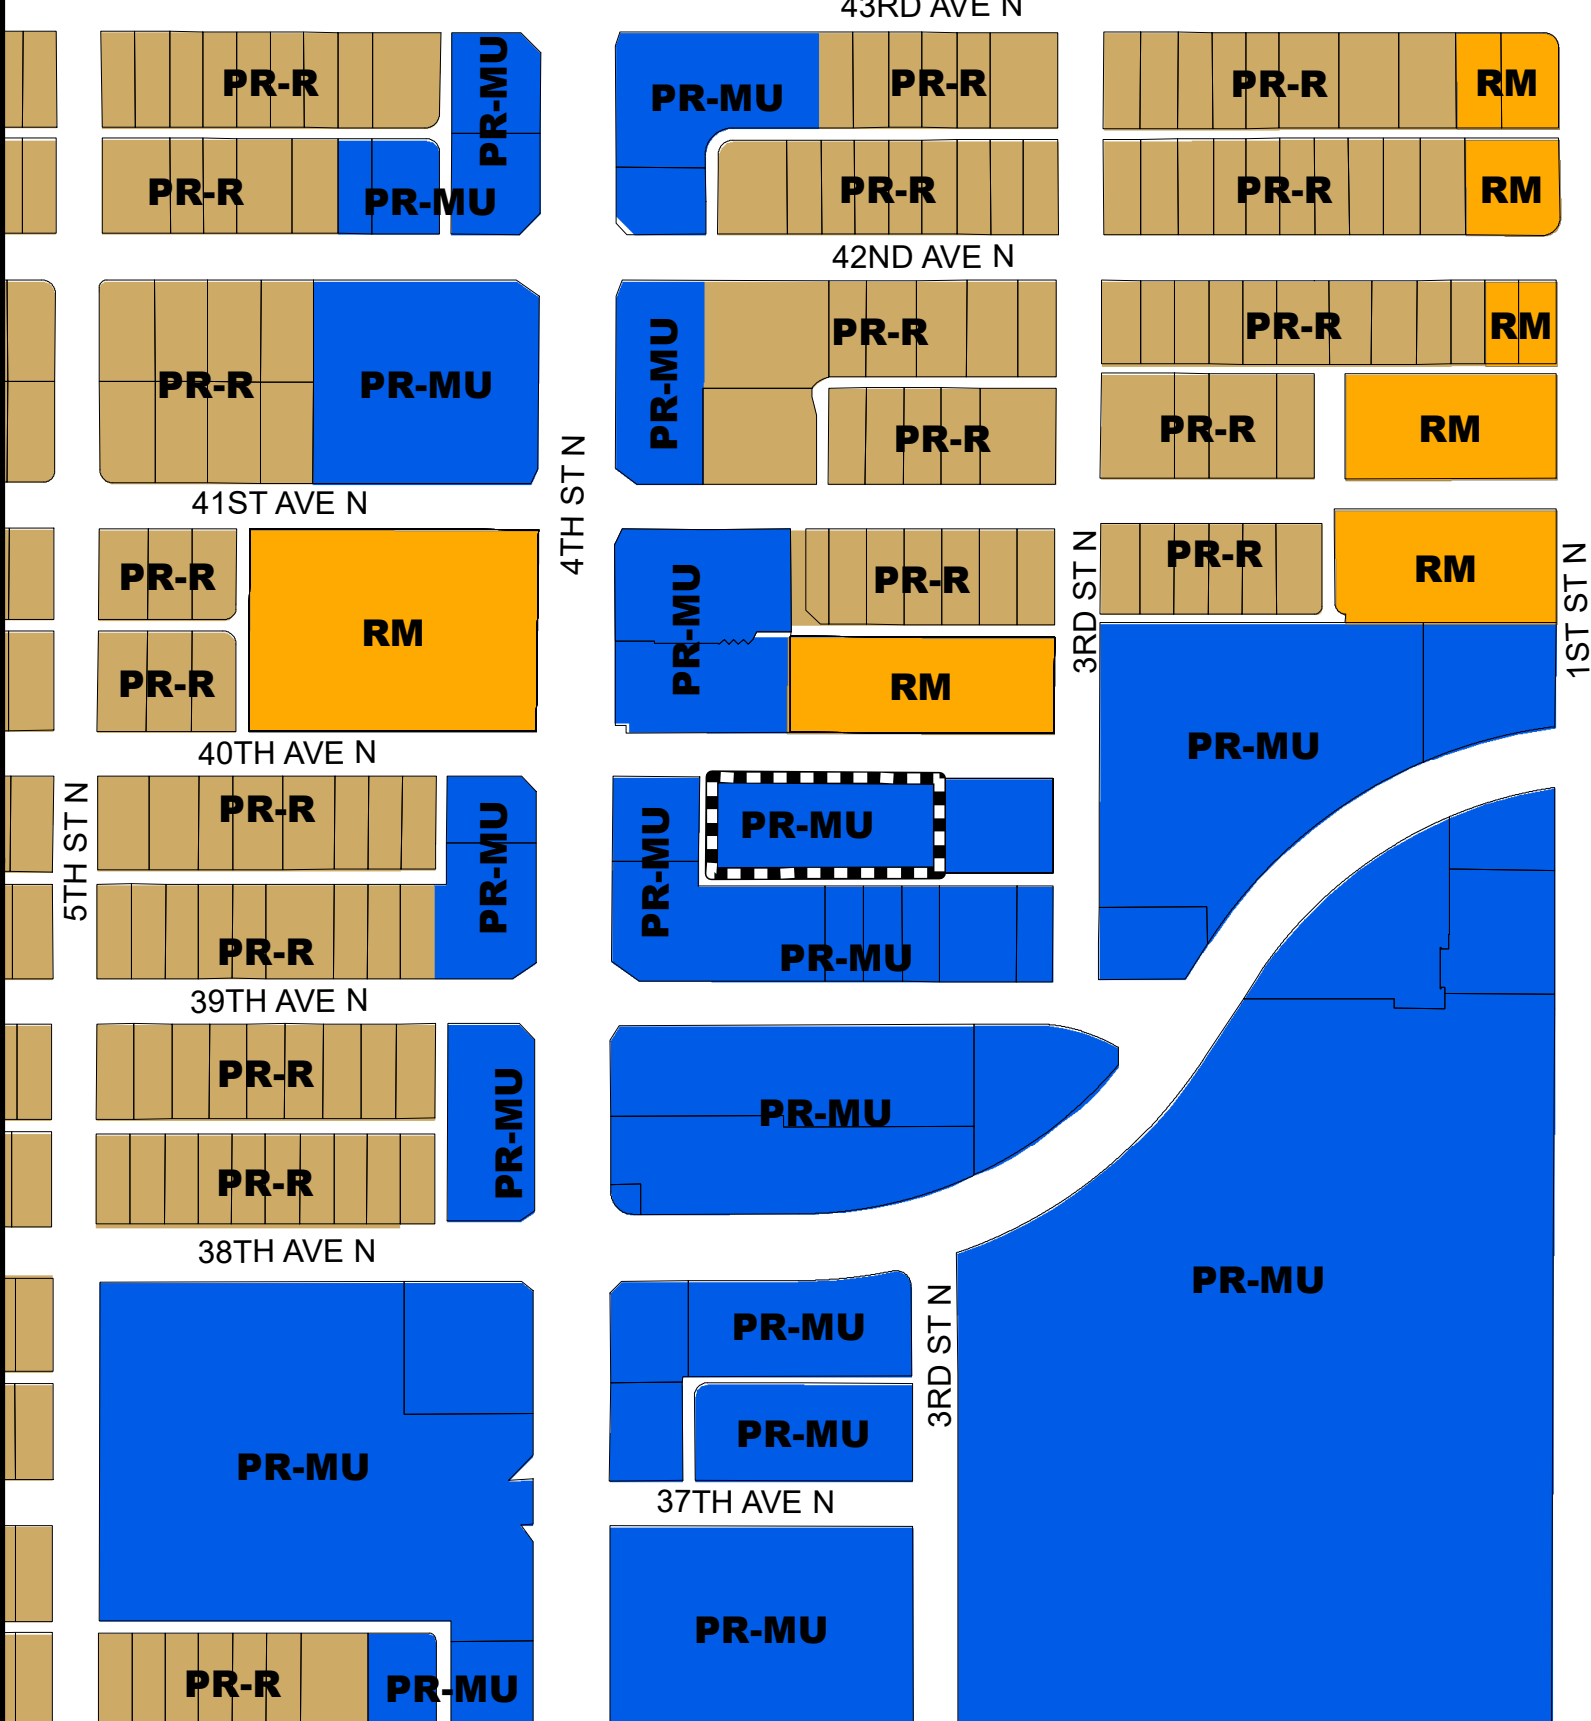 43RD AVE N
PR-R
PR-MU
PR-MU
PR-R
PR-R
RM
PR-R
PR-MU
PR-R
PR-R
RM
42ND AVE N
PR-R
PR-MU
PR-MU
PR-R
PR-R
PR-R
RM
PR-R
RM
41ST AVE N
4TH ST N
PR-R
PR-R
RM
PR-MU
PR-R
RM
3RD ST N
PR-R
RM
1ST ST N
40TH AVE N
PR-MU
5TH ST N
PR-R
PR-R
PR-MU
PR-MU
PR-MU
PR-MU
39TH AVE N
PR-R
PR-R
PR-MU
PR-MU
38TH AVE N
PR-MU
PR-MU
PR-MU
PR-MU
3RD ST N
37TH AVE N
PR-MU
PR-R
PR-MU